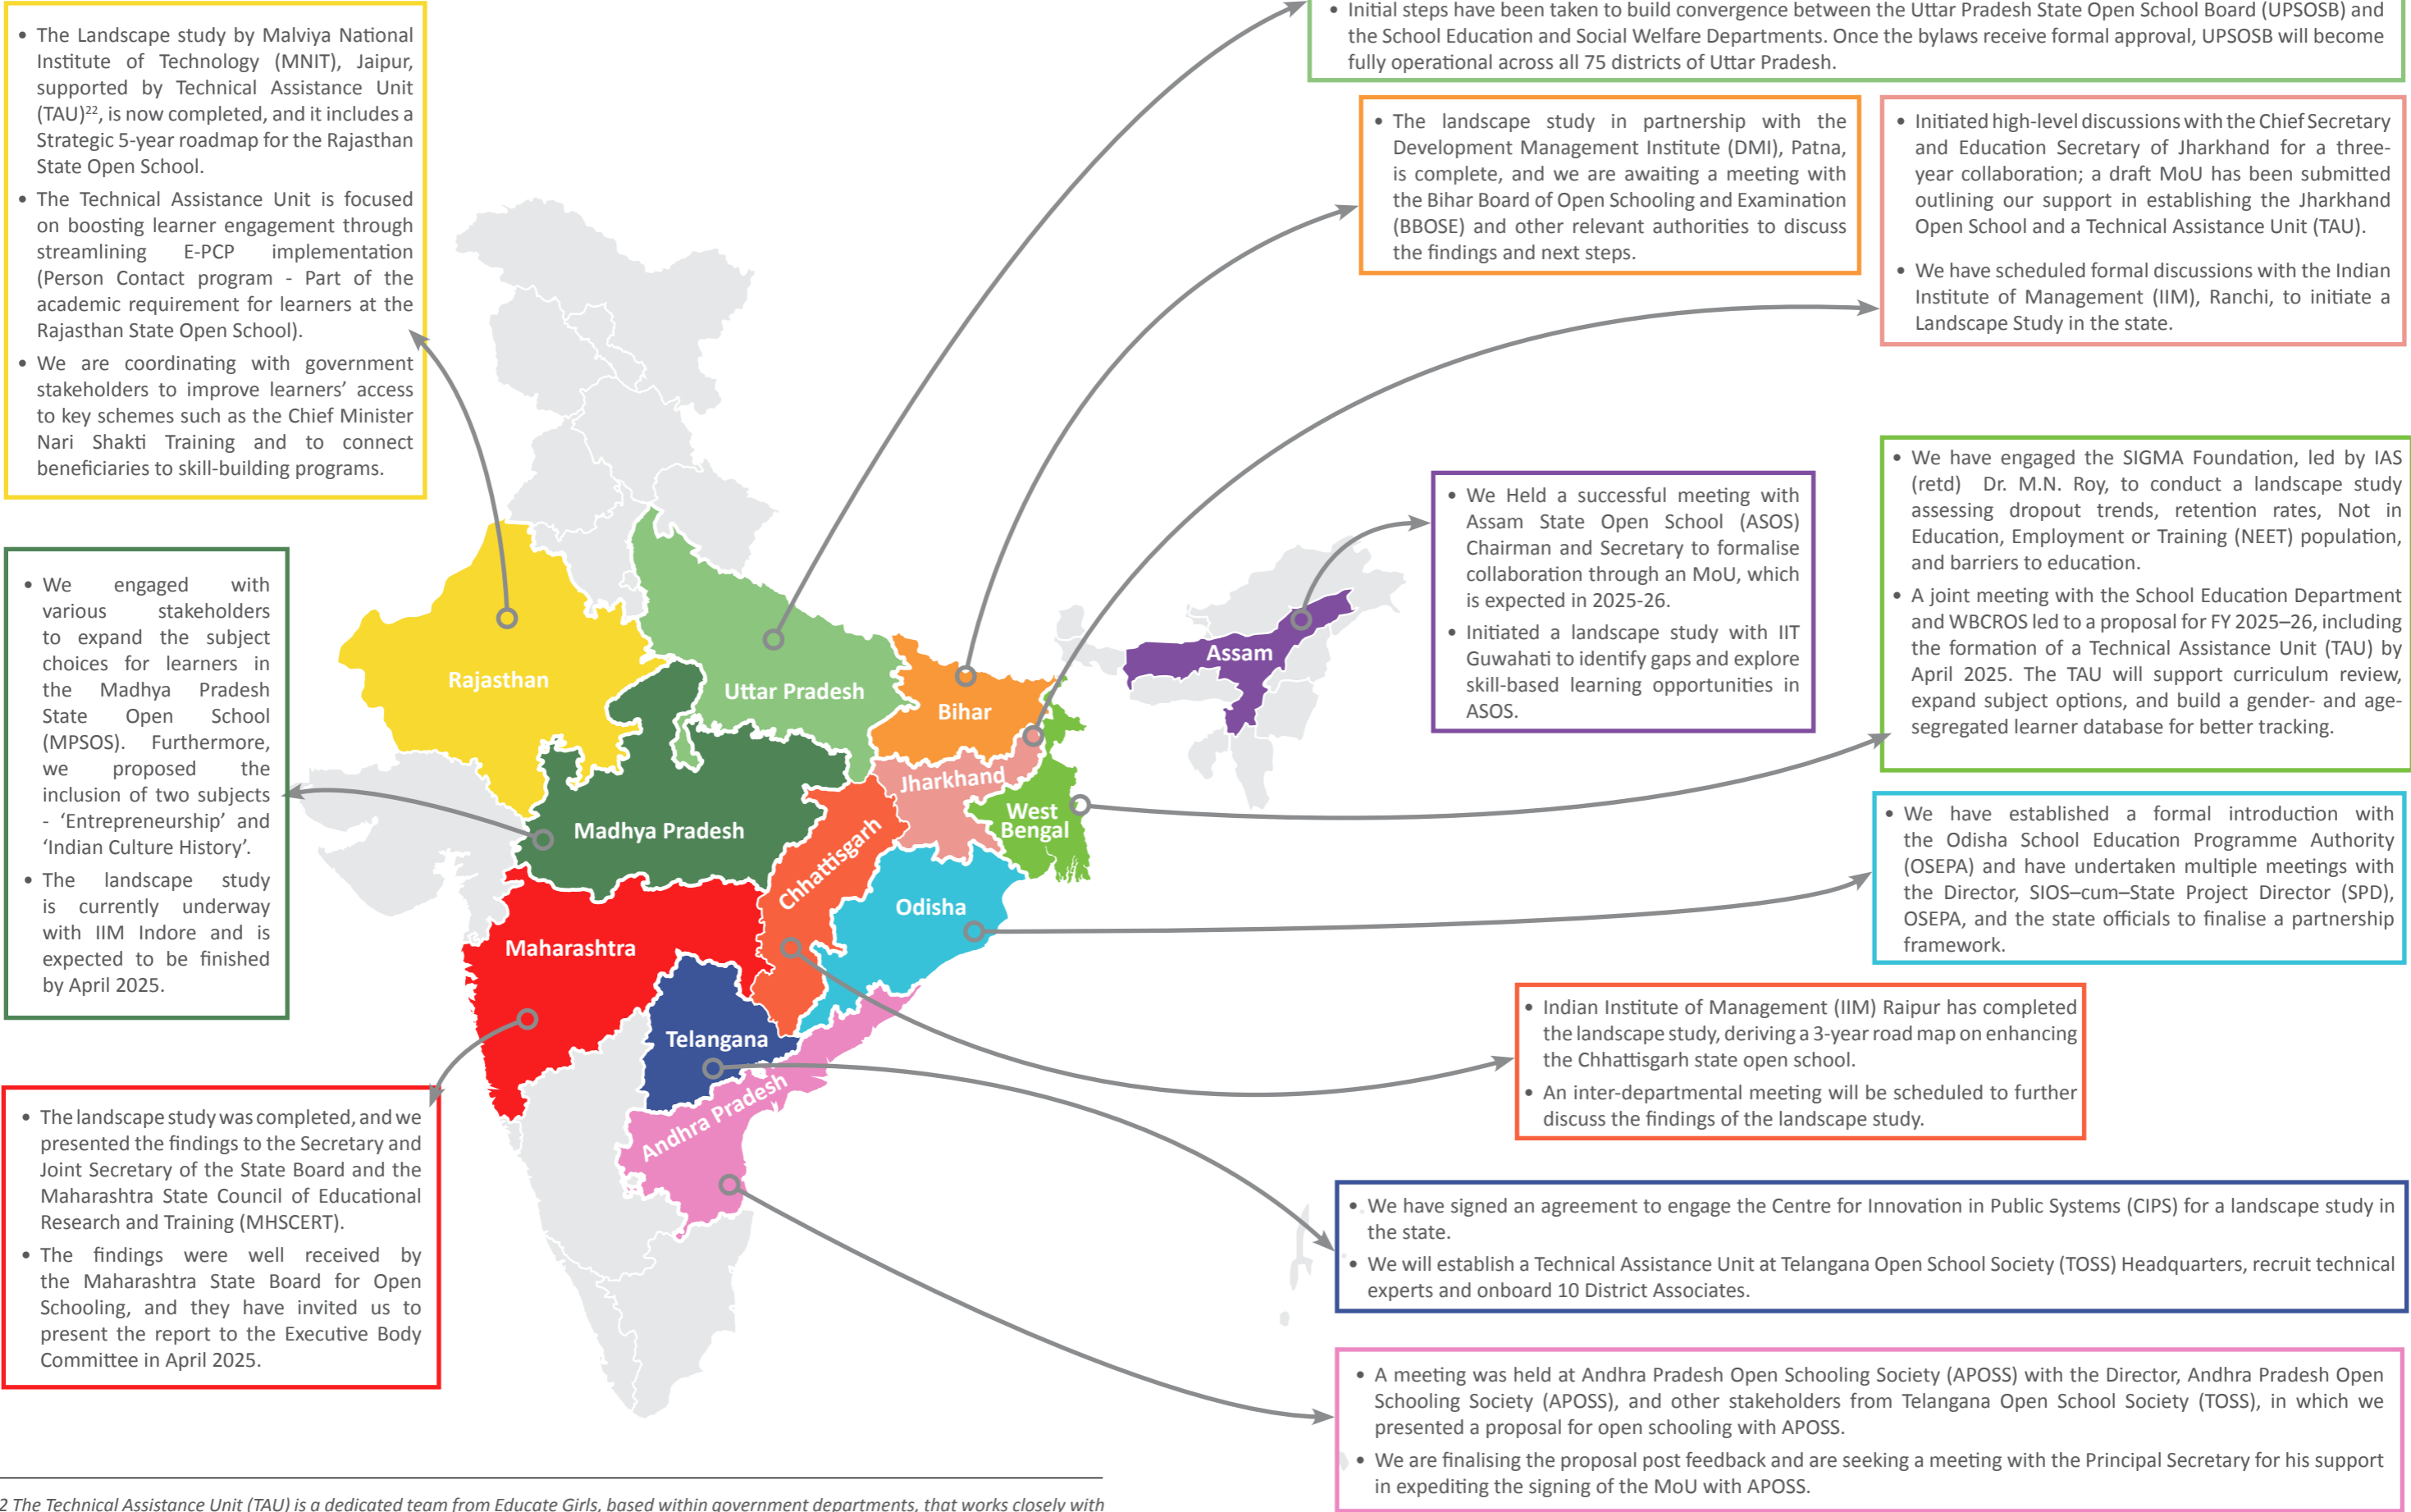 • The Landscape study by Malviya National
Institute of Technology (MNIT), Jaipur,
supported by Technical Assistance Unit
(TAU)22, is now completed, and it includes a
Strategic 5-year roadmap for the Rajasthan
State Open School.
• The Technical Assistance Unit is focused
on boosting learner engagement through
streamlining E-PCP implementation
(Person Contact program - Part of the
academic requirement for learners at the
Rajasthan State Open School).
• We are coordinating with government
stakeholders to improve learners' access
to key schemes such as the Chief Minister
Nari Shakti Training and to connect
beneficiaries to skill-building programs.
• Initial steps have been taken to build convergence between the Uttar Pradesh State Open School Board (UPSOSB) and
the School Education and Social Welfare Departments. Once the bylaws receive formal approval, UPSOSB will become
fully operational across all 75 districts of Uttar Pradesh.
• The landscape study in partnership with the
Development Management Institute (DMI), Patna,
is complete, and we are awaiting a meeting with
the Bihar Board of Open Schooling and Examination
(BBOSE) and other relevant authorities to discuss
the findings and next steps.
• Initiated high-level discussions with the Chief Secretary
and Education Secretary of Jharkhand for a three-
year collaboration; a draft MoU has been submitted
outlining our support in establishing the Jharkhand
Open School and a Technical Assistance Unit (TAU).
• We have scheduled formal discussions with the Indian
Institute of Management (IIM), Ranchi, to initiate a
Landscape Study in the state.
• We Held a successful meeting with
Assam State Open School (ASOS)
Chairman and Secretary to formalise
collaboration through an MoU, which
is expected in 2025-26.
• Initiated a landscape study with IIT
Guwahati to identify gaps and explore
skill-based learning opportunities in
ASOS.
• We have engaged the SIGMA Foundation, led by IAS
(retd) Dr. M.N. Roy, to conduct a landscape study
assessing dropout trends, retention rates, Not in
Education, Employment or Training (NEET) population,
and barriers to education.
• A joint meeting with the School Education Department
and WBCROS led to a proposal for FY 2025–26, including
the formation of a Technical Assistance Unit (TAU) by
April 2025. The TAU will support curriculum review,
expand subject options, and build a gender- and age-
segregated learner database for better tracking.
• We engaged with
various stakeholders
to expand the subject
choices for learners in
the Madhya Pradesh
State Open School
(MPSOS). Furthermore,
we proposed the
inclusion of two subjects
- 'Entrepreneurship' and
'Indian Culture History'.
• The landscape study
is currently underway
with IIM Indore and is
expected to be finished
by April 2025.
Rajasthan
Uttar Pradesh
Bihar
Assam
Jharkhand
West
Bengal
Madhya Pradesh
Chhattisgarh
Odisha
Maharashtra
Telangana
Andhra Pradesh
• We have established a formal introduction with
the Odisha School Education Programme Authority
(OSEPA) and have undertaken multiple meetings with
the Director, SIOS–cum–State Project Director (SPD),
OSEPA, and the state officials to finalise a partnership
framework.
• Indian Institute of Management (IIM) Raipur has completed
the landscape study, deriving a 3-year road map on enhancing
the Chhattisgarh state open school.
• An inter-departmental meeting will be scheduled to further
discuss the findings of the landscape study.
• The landscape study was completed, and we
presented the findings to the Secretary and
Joint Secretary of the State Board and the
Maharashtra State Council of Educational
Research and Training (MHSCERT).
• The findings were well received by
the Maharashtra State Board for Open
Schooling, and they have invited us to
present the report to the Executive Body
Committee in April 2025.
• We have signed an agreement to engage the Centre for Innovation in Public Systems (CIPS) for a landscape study in
the state.
• We will establish a Technical Assistance Unit at Telangana Open School Society (TOSS) Headquarters, recruit technical
experts and onboard 10 District Associates.
• A meeting was held at Andhra Pradesh Open Schooling Society (APOSS) with the Director, Andhra Pradesh Open
Schooling Society (APOSS), and other stakeholders from Telangana Open School Society (TOSS), in which we
presented a proposal for open schooling with APOSS.
• We are finalising the proposal post feedback and are seeking a meeting with the Principal Secretary for his support
in expediting the signing of the MoU with APOSS.
2 The Technical Assistance Unit (TAU) is a dedicated team from Educate Girls, based within government departments, that works closely with